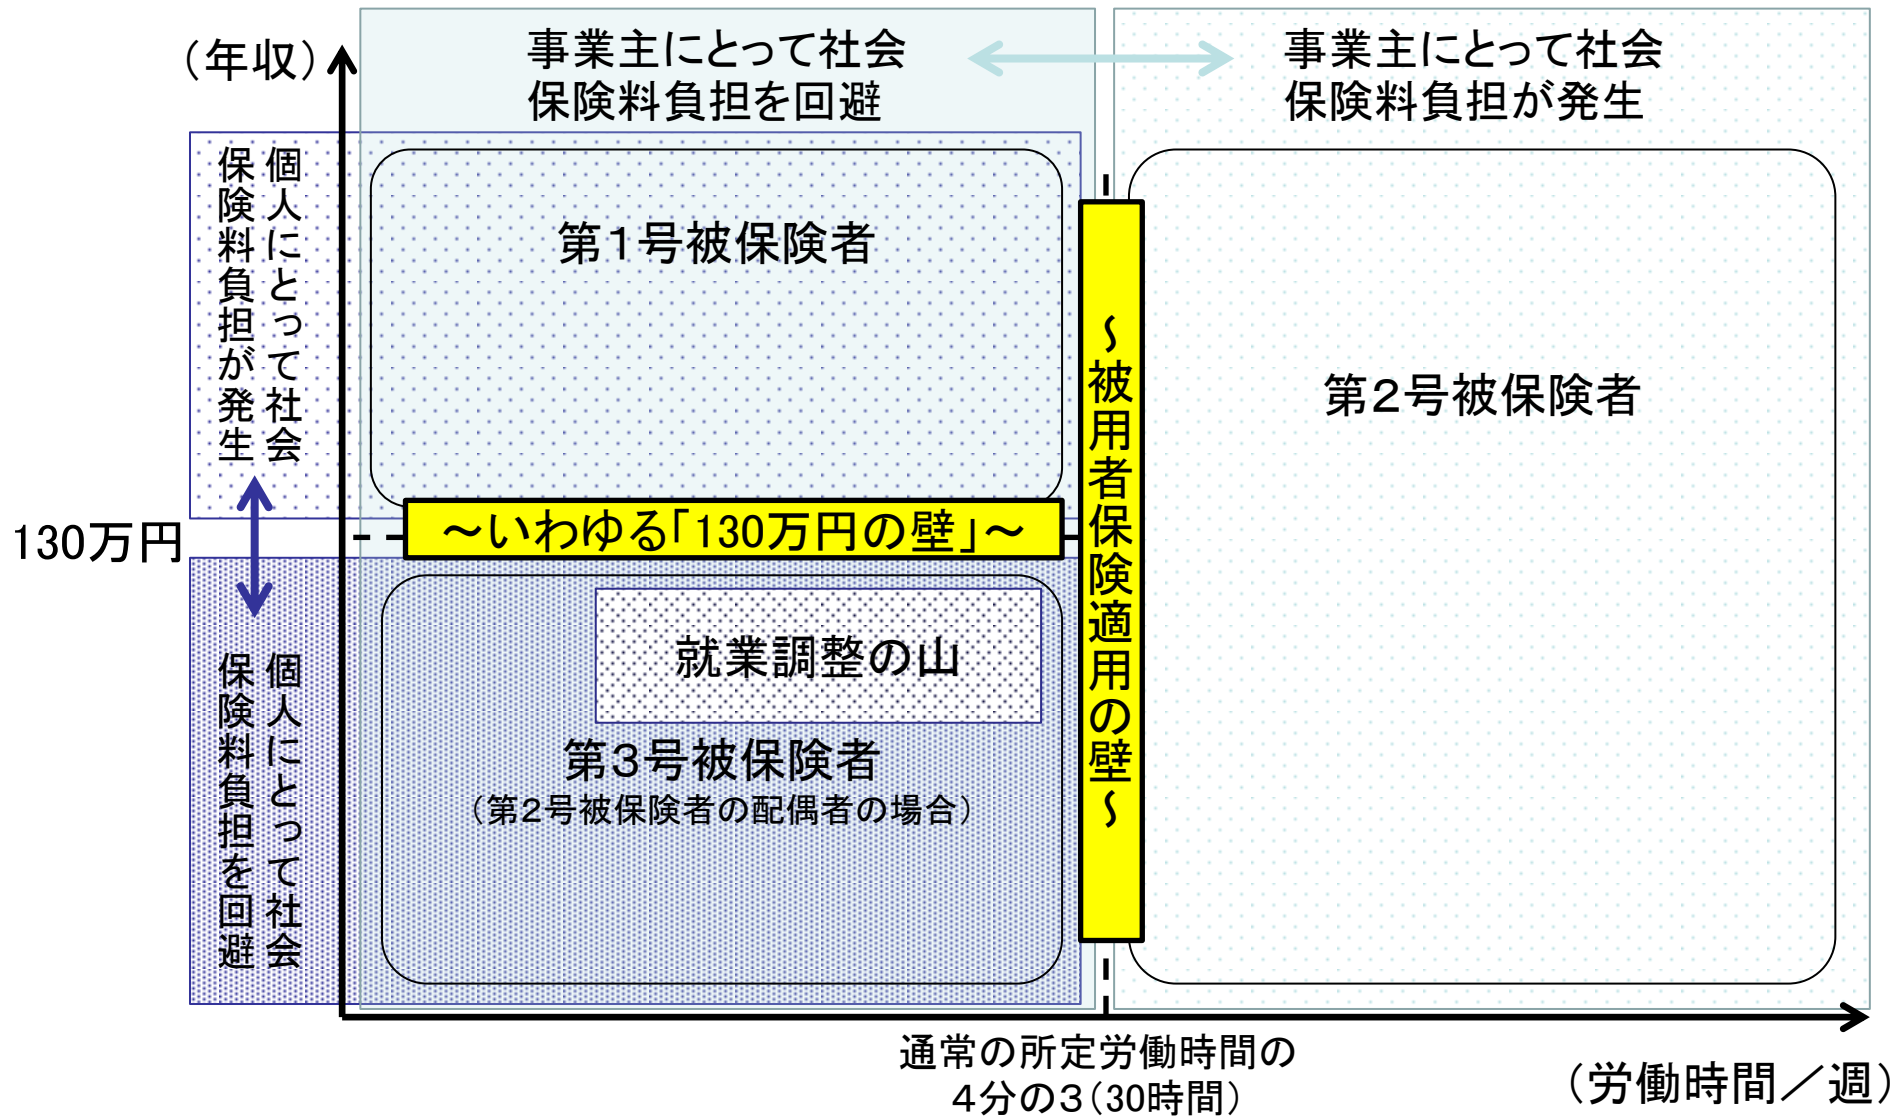 （年収）
事業主にとって社会
保険料負担を回避
事業主にとって社会
保険料負担が発生
個人にとって社会
保険料負担が発生
第１号被保険者
第２号被保険者
～被用者保険適用の壁～
130万円
～いわゆる「130万円の壁」～
個人にとって社会
保険料負担を回避
就業調整の山
第３号被保険者
（第２号被保険者の配偶者の場合）
通常の所定労働時間の
４分の３（30時間）
（労働時間／週）